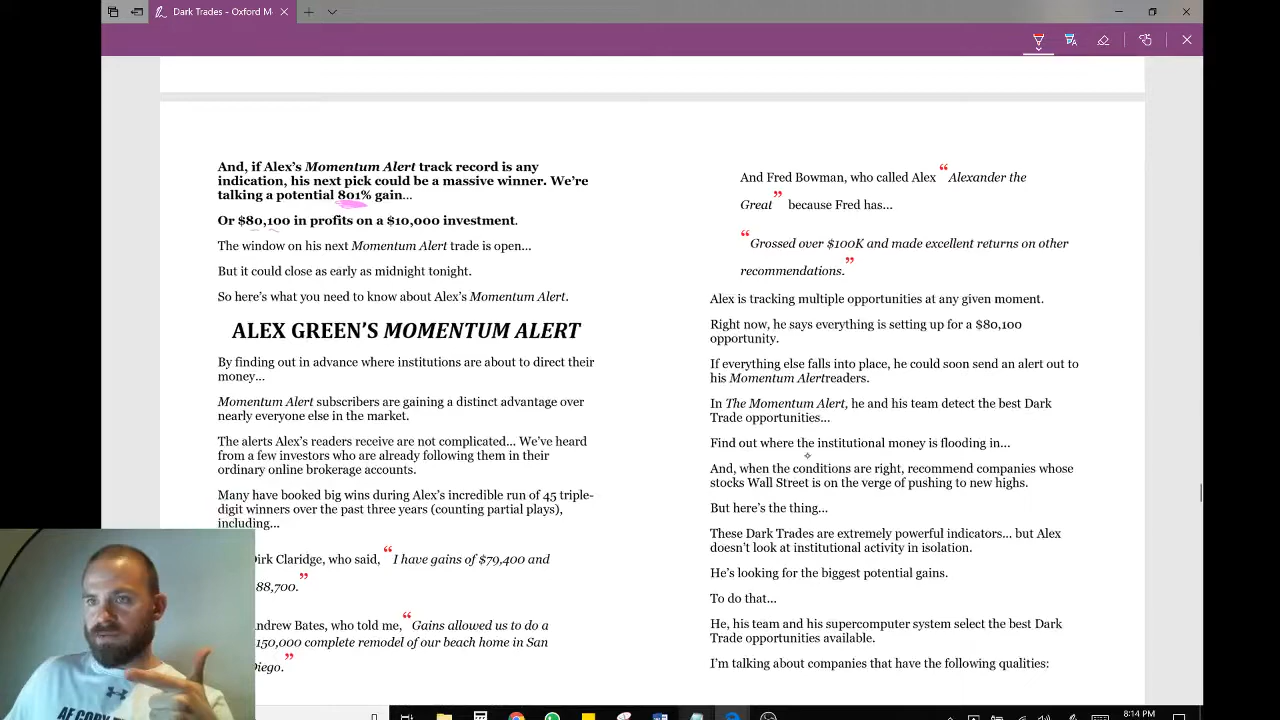 Dark Trades - Oxford M
And, if Alex's Momentum Alert track record is any
indication, his next pick could be a massive winner. We're
talking a potential 801% gain...
Or $80,100 in profits on a $10,000 investment.
The window on his next Momentum Alert trade is open...
But it could close as early as midnight tonight.
So here's what you need to know about Alex's Momentum Alert.
ALEX GREEN'S MOMENTUM ALERT
By finding out in advance where institutions are about to direct their
money...
Momentum Alert subscribers are gaining a distinct advantage over
nearly everyone else in the market.
The alerts Alex's readers receive are not complicated... We've heard
from a few investors who are already following them in their
ordinary online brokerage accounts.
Many have booked big wins during Alex's incredible run of 45 triple-
digit winners over the past three years (counting partial plays),
including...
Dirk Claridge, who said, "I have gains of $79,400 and
88,700."
ndrew Bates, who told me, "Gains allowed us to do a
150,000 complete remodel of our beach home in San
Diego."
And Fred Bowman, who called Alex "Alexander the
Great" because Fred has...
"Grossed over $100K and made excellent returns on other
recommendations."
Alex is tracking multiple opportunities at any given moment.
Right now, he says everything is setting up for a $80,100
opportunity.
If everything else falls into place, he could soon send an alert out to
his Momentum Alertreaders.
In The Momentum Alert, he and his team detect the best Dark
Trade opportunities...
Find out where the institutional money is flooding in...
And, when the conditions are right, recommend companies whose
stocks Wall Street is on the verge of pushing to new highs.
But here's the thing...
These Dark Trades are extremely powerful indicators... but Alex
doesn't look at institutional activity in isolation.
He's looking for the biggest potential gains.
To do that...
He, his team and his supercomputer system select the best Dark
Trade opportunities available.
I'm talking about companies that have the following qualities:
8:14 PM